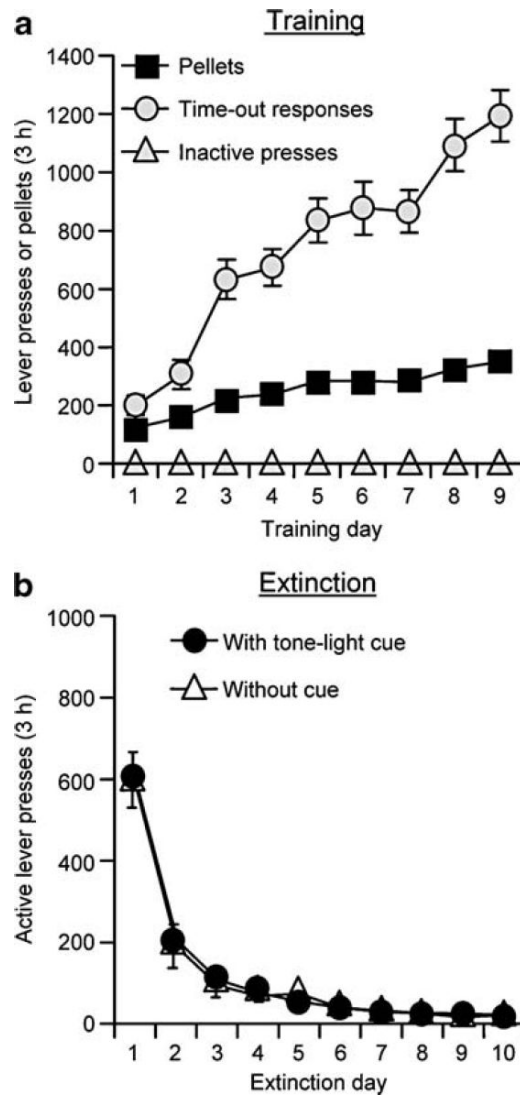 a
Training
1400
1200
1000
800
600
400
200
0
Lever presses or pellets (3 h)
Pellets
Time-out responses
Inactive presses
1 2 3 4 5 6 7 8 9
Training day
b
Extinction
1000
800
600
400
200
0
Active lever presses (3 h)
With tone-light cue
Without cue
1 2 3 4 5 6 7 8 9 10
Extinction day